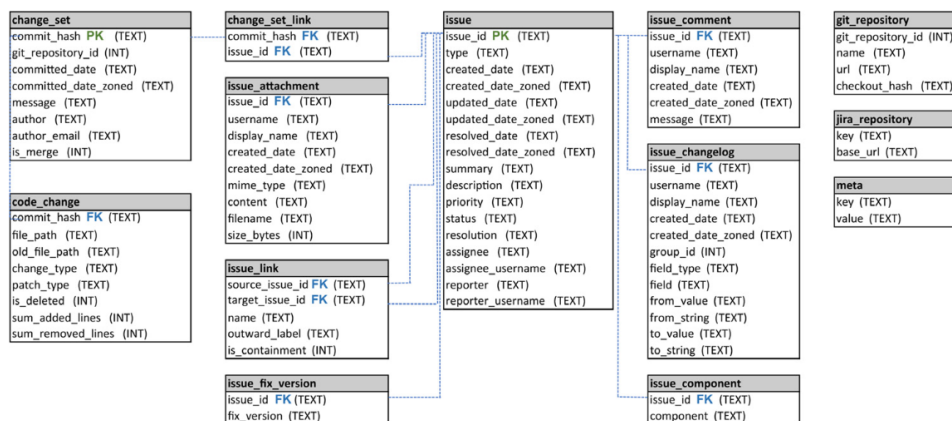 change_set
commit_hash PK (TEXT)
git_repository_id (INT)
committed_date (TEXT)
committed_date_zoned (TEXT)
message (TEXT)
author (TEXT)
author_email (TEXT)
is_merge (INT)
code_change
commit_hash FK (TEXT)
file_path (TEXT)
old_file_path (TEXT)
change_type (TEXT)
patch_type (TEXT)
is_deleted (INT)
sum_added_lines (INT)
sum_removed_lines (INT)
change_set_link
commit_hash FK (TEXT)
issue_id FK (TEXT)
issue_attachment
issue_id FK (TEXT)
username (TEXT)
display_name (TEXT)
created_date (TEXT)
created_date_zoned (TEXT)
mime_type (TEXT)
content (TEXT)
filename (TEXT)
size_bytes (INT)
issue_link
source_issue_id FK (TEXT)
target_issue_id FK (TEXT)
name (TEXT)
outward_label (TEXT)
is_containment (INT)
issue_fix_version
issue_id FK (TEXT)
fix_version (TEXT)
issue
issue_id PK (TEXT)
type (TEXT)
created_date (TEXT)
created_date_zoned (TEXT)
updated_date (TEXT)
updated_date_zoned (TEXT)
resolved_date (TEXT)
resolved_date_zoned (TEXT)
summary (TEXT)
description (TEXT)
priority (TEXT)
status (TEXT)
resolution (TEXT)
assignee (TEXT)
assignee_username (TEXT)
reporter (TEXT)
reporter_username (TEXT)
issue_comment
issue_id FK (TEXT)
username (TEXT)
display_name (TEXT)
created_date (TEXT)
created_date_zoned (TEXT)
message (TEXT)
issue_changelog
issue_id FK (TEXT)
username (TEXT)
display_name (TEXT)
created_date (TEXT)
created_date_zoned (TEXT)
group_id (INT)
field_type (TEXT)
field (TEXT)
from_value (TEXT)
from_string (TEXT)
to_value (TEXT)
to_string (TEXT)
issue_component
issue_id FK (TEXT)
component (TEXT)
git_repository
git_repository_id (INT)
name (TEXT)
url (TEXT)
checkout_hash (TEXT)
jira_repository
key (TEXT)
base_url (TEXT)
meta
key (TEXT)
value (TEXT)